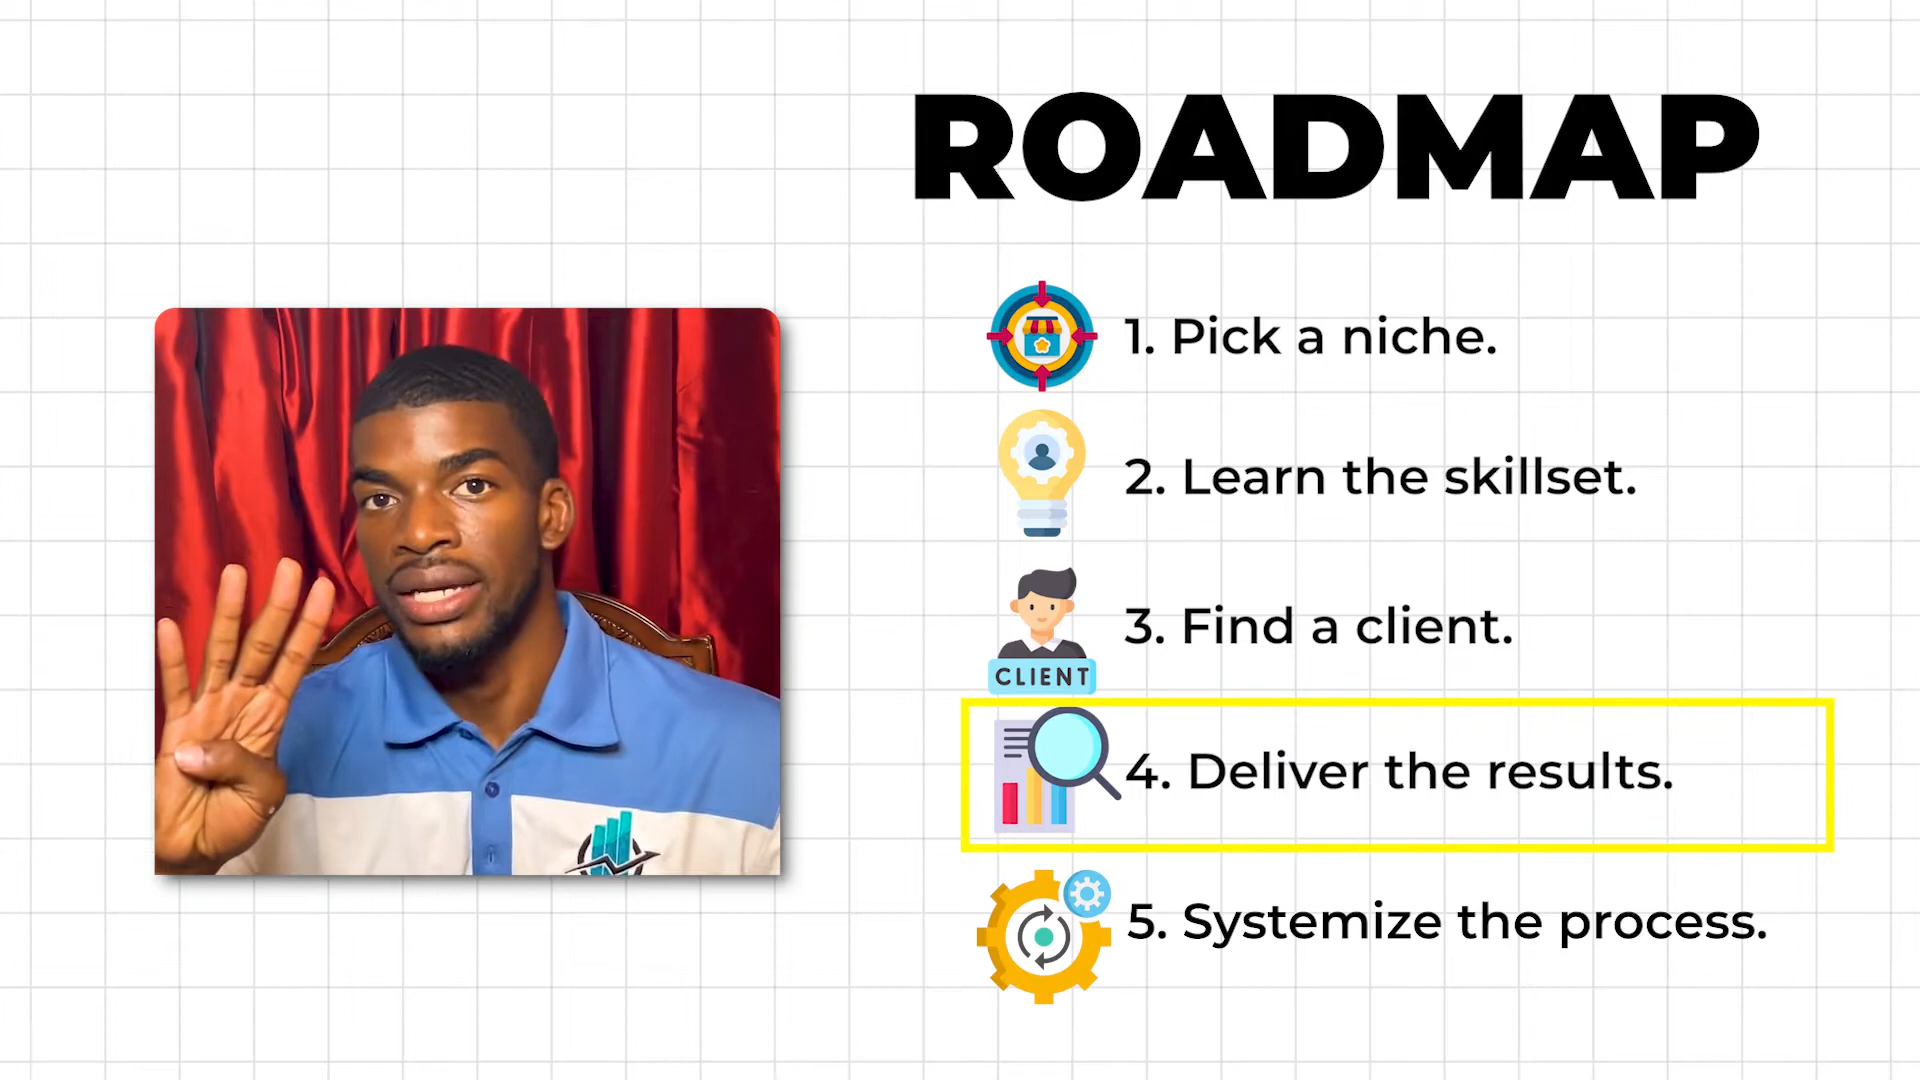 ROADMAP
1. Pick a niche.
2. Learn the skillset.
3. Find a client.
CLIENT
4. Deliver the results.
5. Systemize the process.